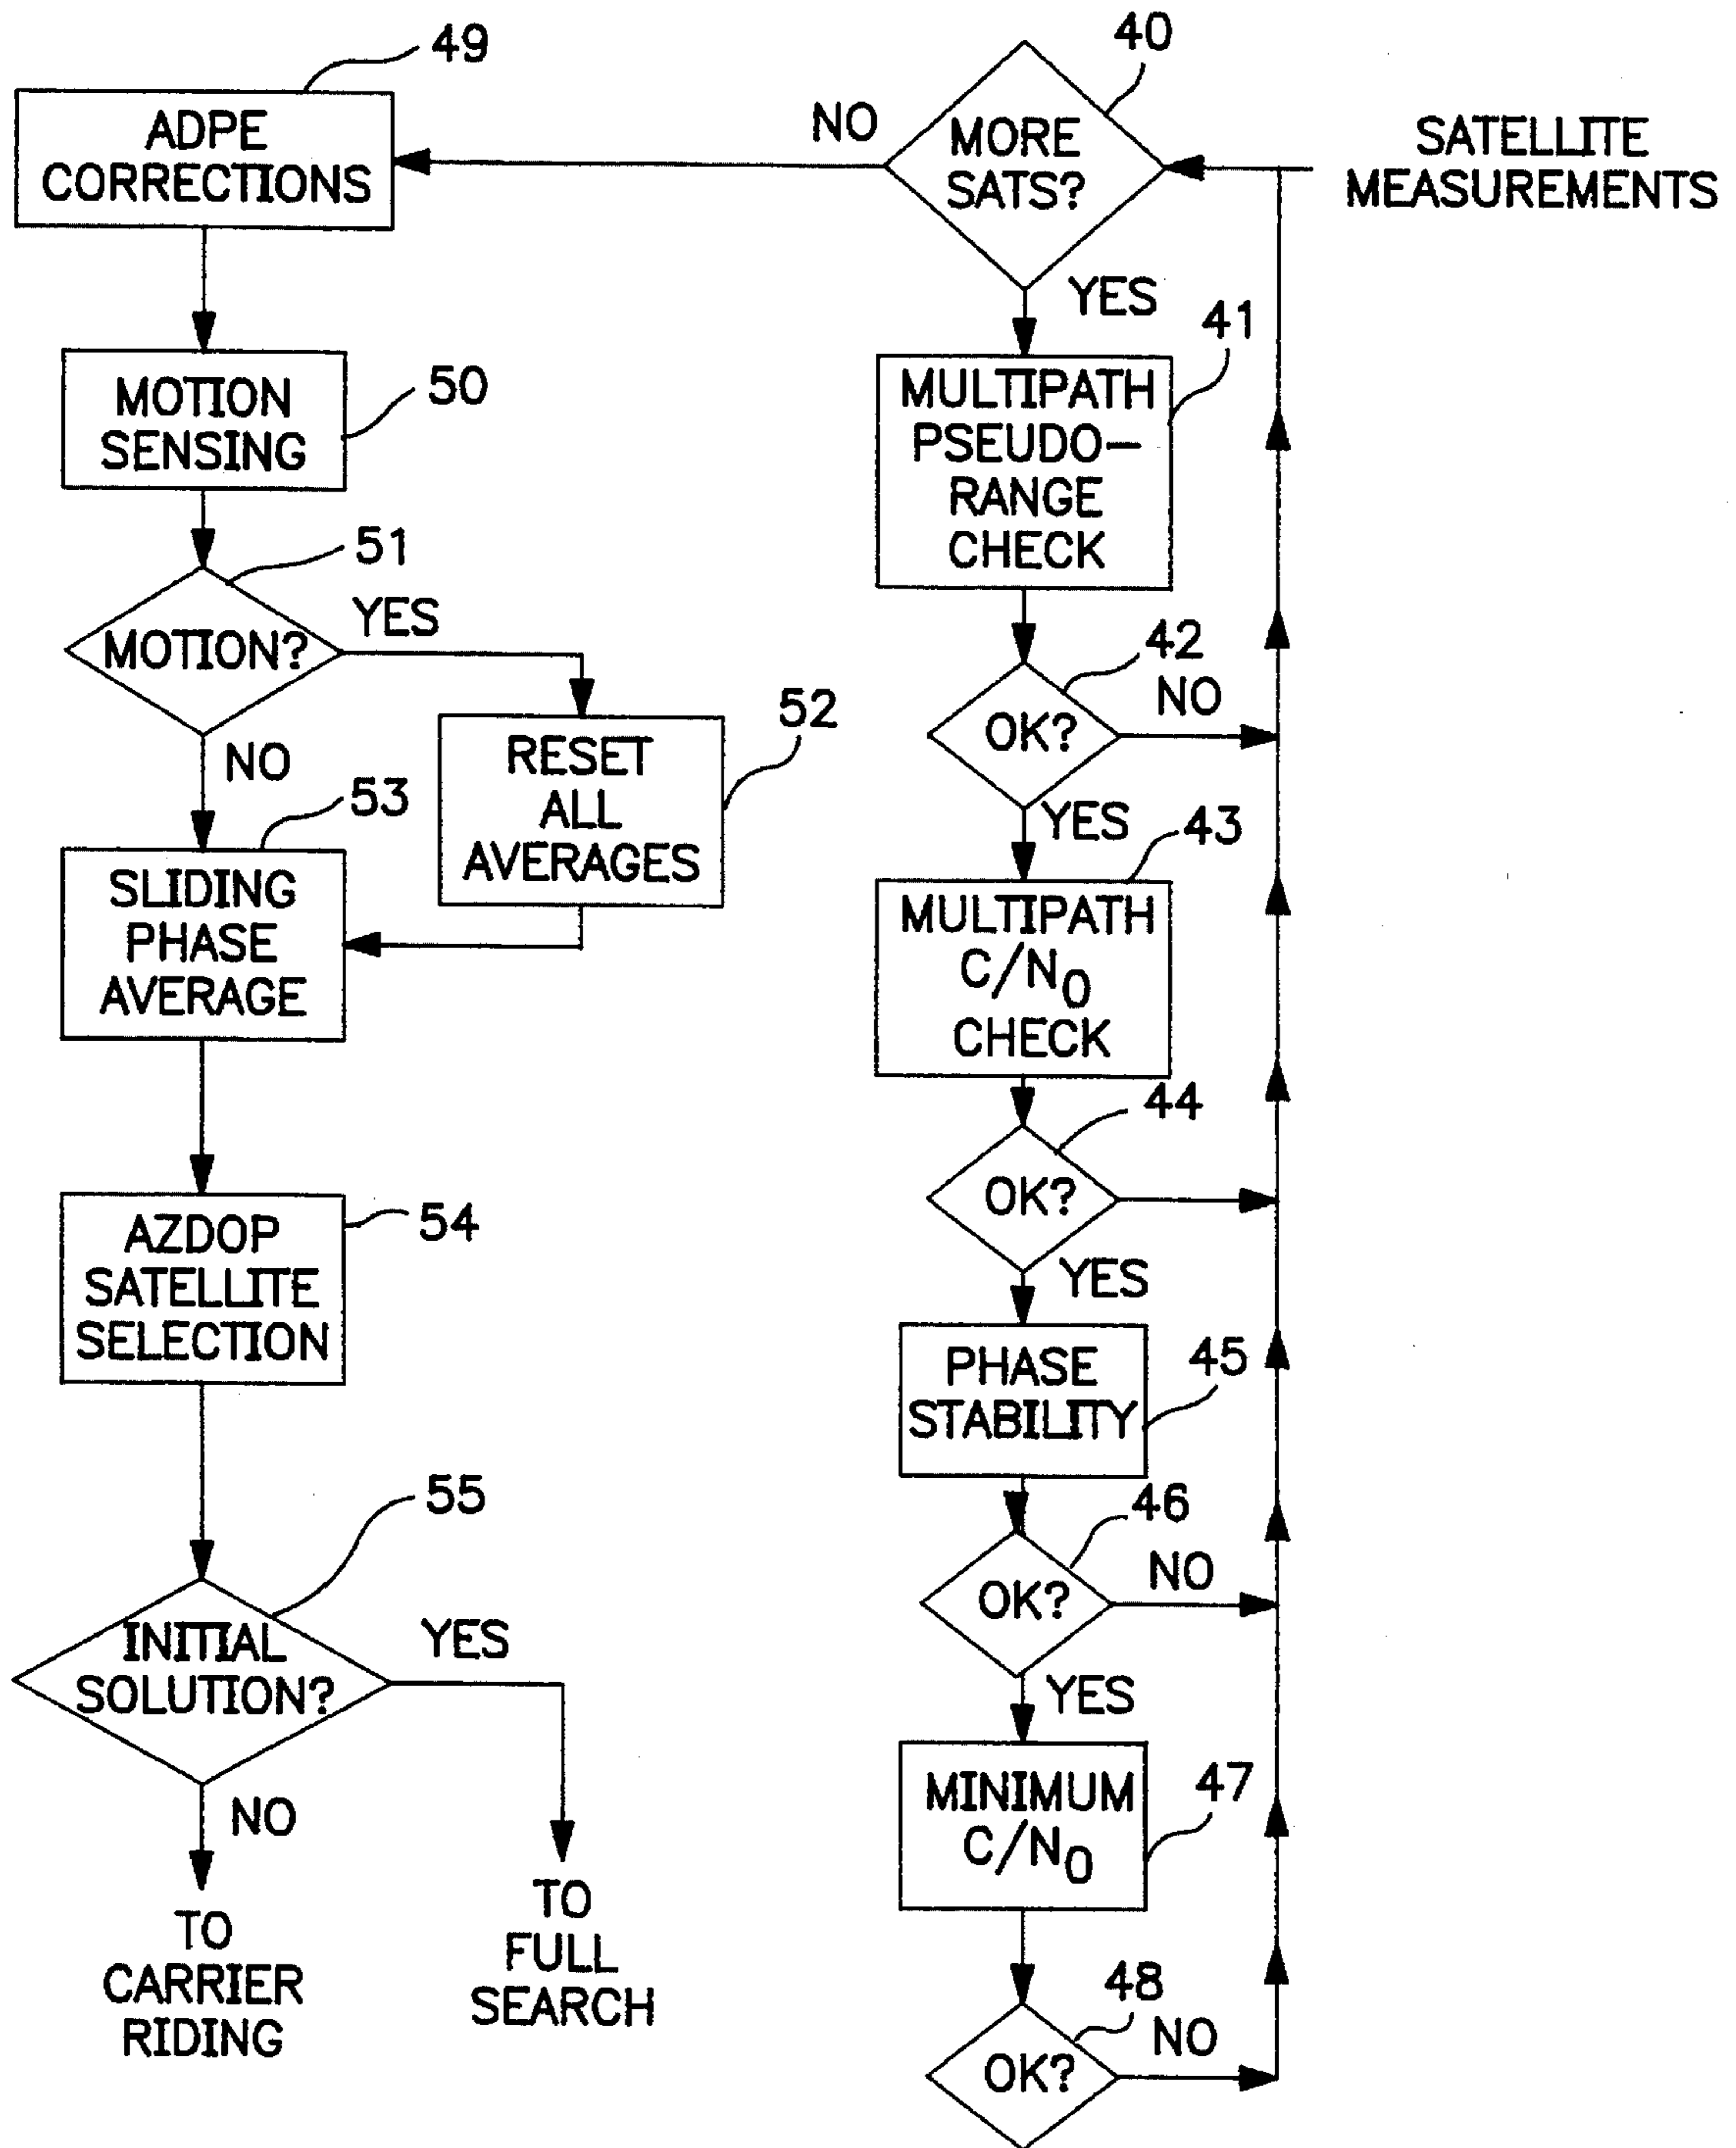 49
ADPE
CORRECTIONS
NO
40
MORE
SATS?
SATELLITE
MEASUREMENTS
YES
50
MOTION
SENSING
41
MULTIPATH
PSEUDO-
RANGE
CHECK
51
MOTION?
YES
NO
42
OK?
NO
YES
52
RESET
ALL
AVERAGES
53
SLIDING
PHASE
AVERAGE
43
MULTIPATH
C/N0
CHECK
44
OK?
YES
54
AZDOP
SATELLITE
SELECTION
45
PHASE
STABILITY
46
OK?
NO
YES
55
INITIAL
SOLUTION?
YES
NO
47
MINIMUM
C/N0
TO
CARRIER
RIDING
TO
FULL
SEARCH
48
OK?
NO